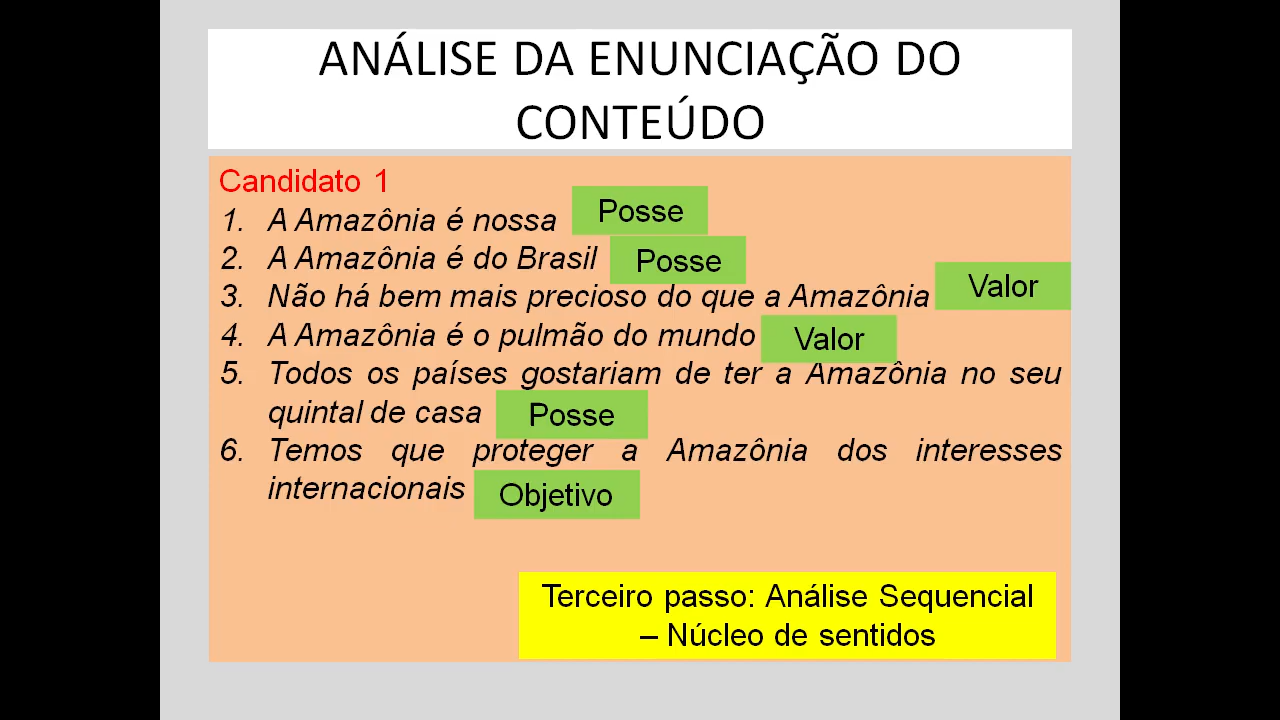 ANÁLISE DA ENUNCIAÇÃO DO
CONTEÚDO
Candidato 1
1. A Amazônia é nossa Posse
2. A Amazônia é do Brasil Posse
3. Não há bem mais precioso do que a Amazônia Valor
4. A Amazônia é o pulmão do mundo Valor
5. Todos os países gostariam de ter a Amazônia no seu
quintal de casa Posse
6. Temos que proteger a Amazônia dos interesses
internacionais Objetivo
Terceiro passo: Análise Sequencial
– Núcleo de sentidos